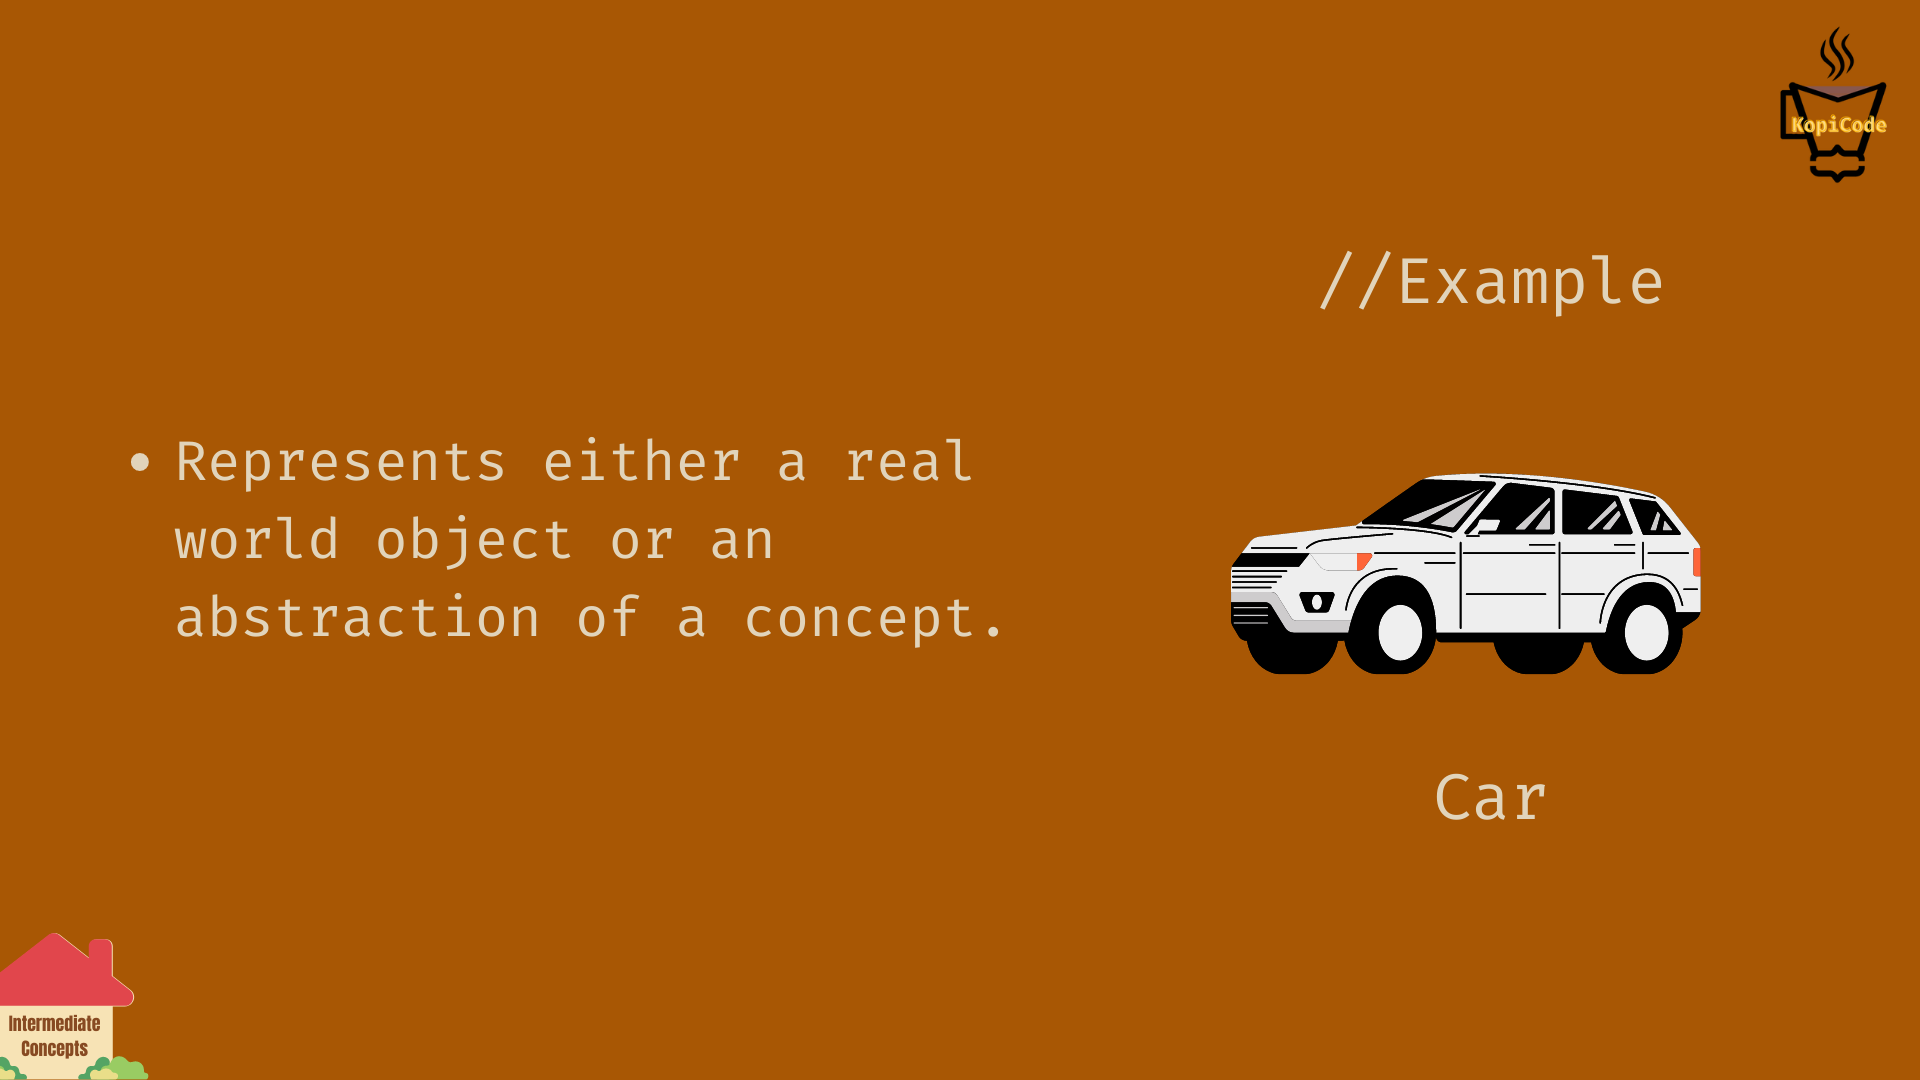 KopiCode
//Example
• Represents either a real
world object or an
abstraction of a concept.
Car
Intermediate
Concepts